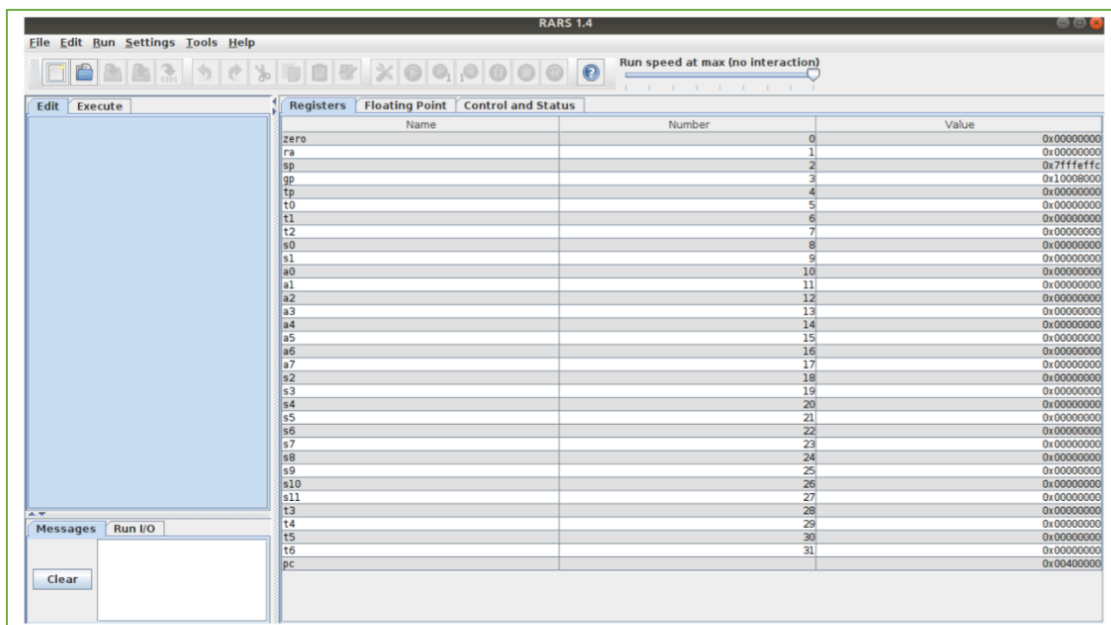 RARS 1.4
File Edit Run Settings Tools Help
Run speed at max (no interaction)
Edit Execute
Registers Floating Point Control and Status
Name Number Value
zero 0 0x00000000
ra 1 0x00000000
sp 2 0x7fffeffc
gp 3 0x10008000
tp 4 0x00000000
t0 5 0x00000000
t1 6 0x00000000
t2 7 0x00000000
s0 8 0x00000000
s1 9 0x00000000
a0 10 0x00000000
a1 11 0x00000000
a2 12 0x00000000
a3 13 0x00000000
a4 14 0x00000000
a5 15 0x00000000
a6 16 0x00000000
a7 17 0x00000000
s2 18 0x00000000
s3 19 0x00000000
s4 20 0x00000000
s5 21 0x00000000
s6 22 0x00000000
s7 23 0x00000000
s8 24 0x00000000
s9 25 0x00000000
s10 26 0x00000000
s11 27 0x00000000
t3 28 0x00000000
t4 29 0x00000000
t5 30 0x00000000
t6 31 0x00000000
pc 0x00400000
Messages Run I/O
Clear